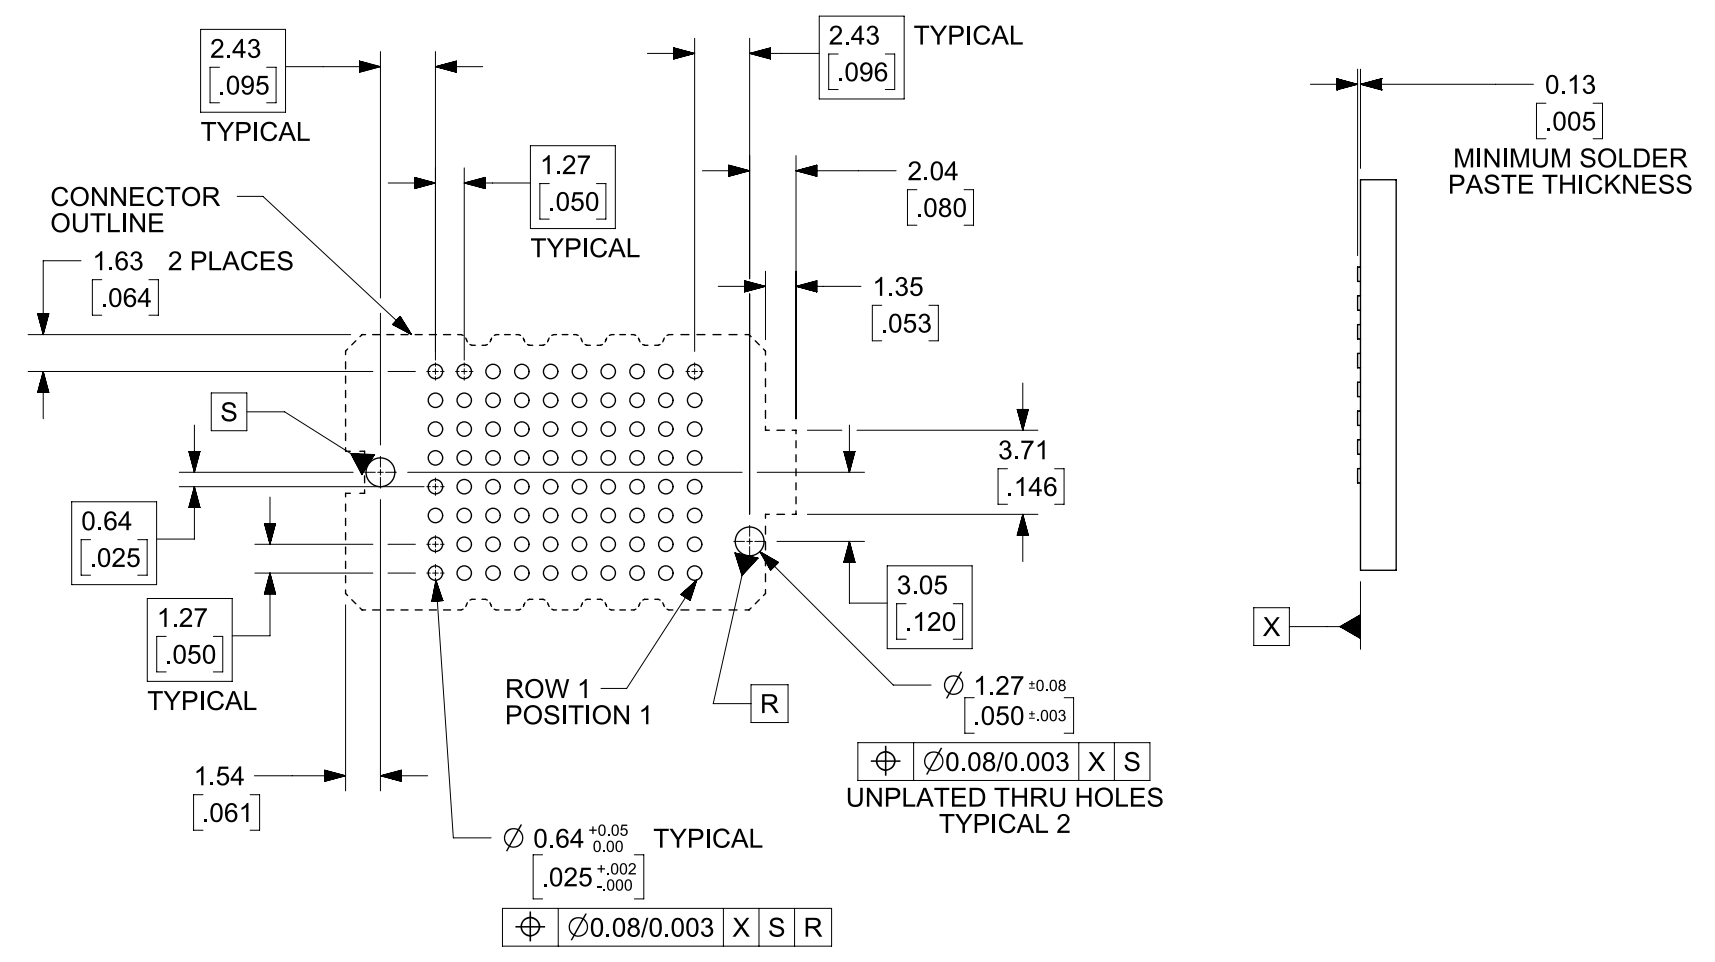 2.43
[.095]
TYPICAL
2.43 TYPICAL
[.096]
0.13
[.005]
MINIMUM SOLDER
PASTE THICKNESS
1.27
[.050]
TYPICAL
2.04
[.080]
CONNECTOR
OUTLINE
1.63 2 PLACES
[.064]
1.35
[.053]
S
3.71
[.146]
0.64
[.025]
1.27
[.050]
TYPICAL
3.05
[.120]
X
ROW 1
POSITION 1
R
∅ 1.27 ±0.08
[.050 ±.003]
⌖ ∅0.08/0.003 X S
UNPLATED THRU HOLES
TYPICAL 2
1.54
[.061]
∅ 0.64 +0.05 0.00 TYPICAL
[.025 +.002 -.000]
⌖ ∅0.08/0.003 X S R